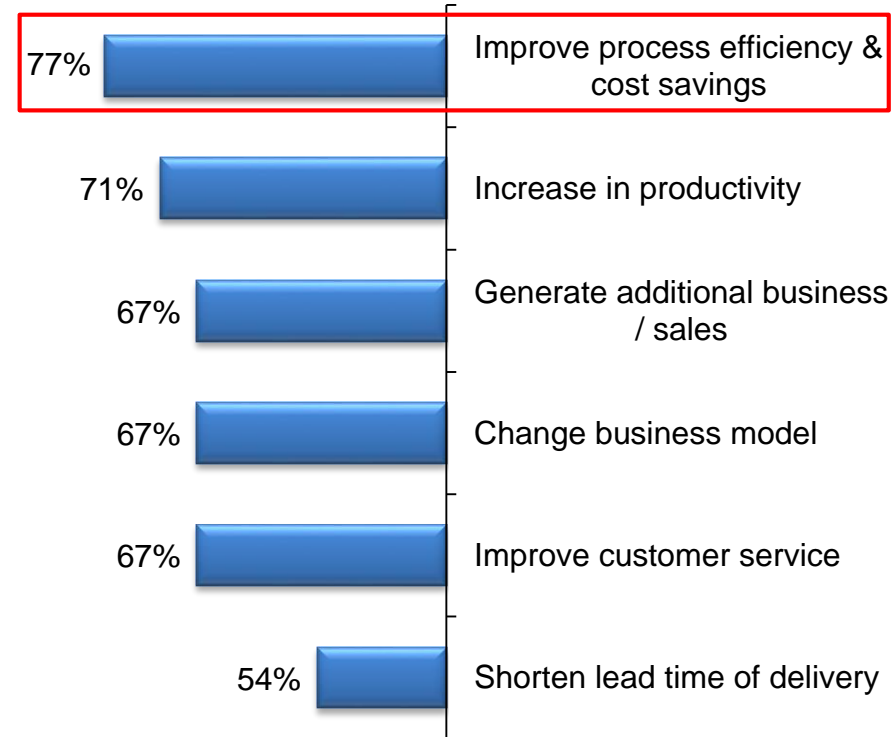 77%
Improve process efficiency &
cost savings
71%
Increase in productivity
67%
Generate additional business
/ sales
67%
Change business model
67%
Improve customer service
54%
Shorten lead time of delivery